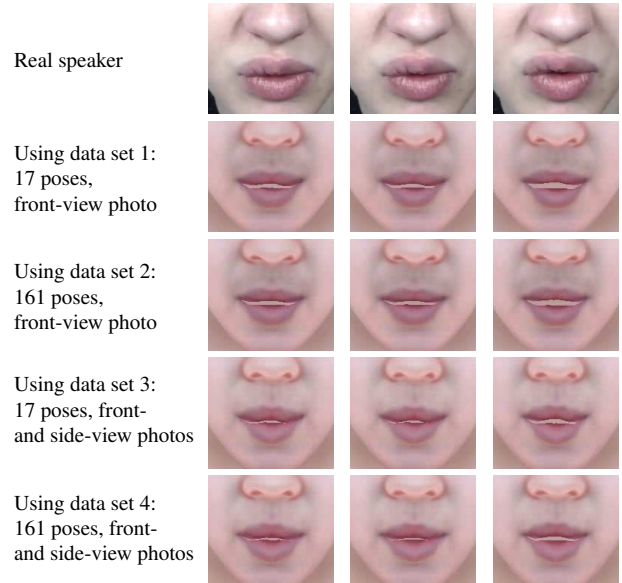 Real speaker
Using data set 1:
17 poses,
front-view photo
Using data set 2:
161 poses,
front-view photo
Using data set 3:
17 poses, front-
and side-view photos
Using data set 4:
161 poses, front-
and side-view photos